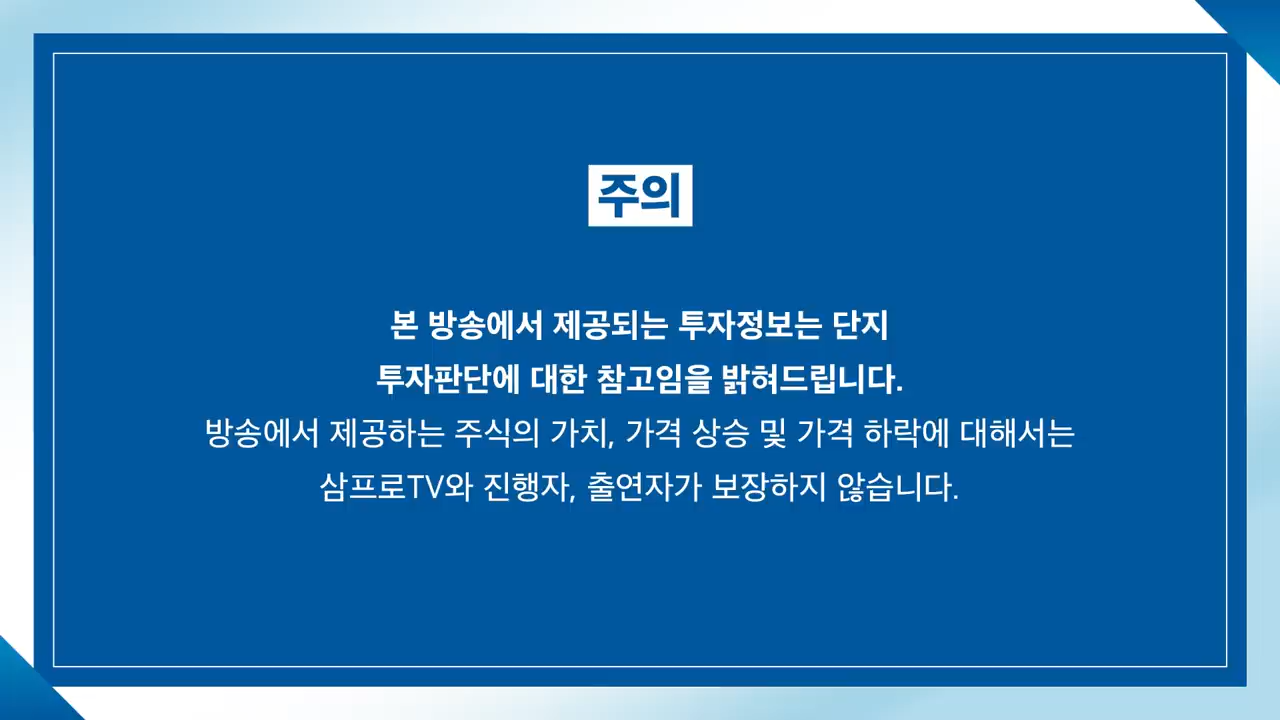 주의
본 방송에서 제공되는 투자정보는 단지
투자판단에 대한 참고임을 밝혀드립니다.
방송에서 제공하는 주식의 가치, 가격 상승 및 가격 하락에 대해서는
삼프로TV와 진행자, 출연자가 보장하지 않습니다.